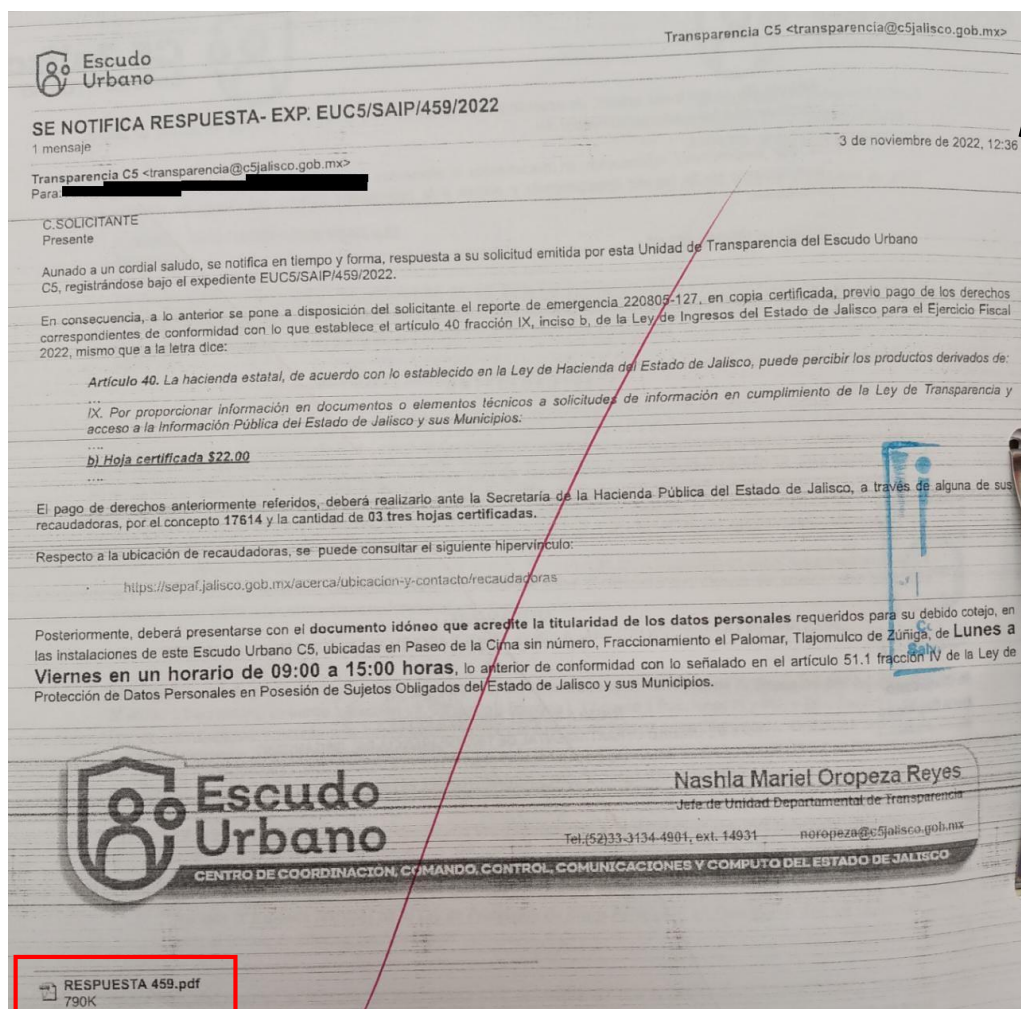 Transparencia C5 <transparencia@c5jalisco.gob.mx>
Escudo
Urbano
SE NOTIFICA RESPUESTA- EXP. EUC5/SAIP/459/2022
1 mensaje
3 de noviembre de 2022, 12:36
Transparencia C5 <transparencia@c5jalisco.gob.mx>
Para:
C.SOLICITANTE
Presente
Aunado a un cordial saludo, se notifica en tiempo y forma, respuesta a su solicitud emitida por esta Unidad de Transparencia del Escudo Urbano
C5, registrándose bajo el expediente EUC5/SAIP/459/2022.
En consecuencia, a lo anterior se pone a disposición del solicitante el reporte de emergencia 220805-127, en copia certificada, previo pago de los derechos
correspondientes de conformidad con lo que establece el artículo 40 fracción IX, inciso b, de la Ley de Ingresos del Estado de Jalisco para el Ejercicio Fiscal
2022, mismo que a la letra dice:
Artículo 40. La hacienda estatal, de acuerdo con lo establecido en la Ley de Hacienda del Estado de Jalisco, puede percibir los productos derivados de:
...
IX. Por proporcionar información en documentos o elementos técnicos a solicitudes de información en cumplimiento de la Ley de Transparencia y
acceso a la Información Pública del Estado de Jalisco y sus Municipios:
....
b) Hoja certificada $22.00
....
El pago de derechos anteriormente referidos, deberá realizarlo ante la Secretaría de la Hacienda Pública del Estado de Jalisco, a través de alguna de sus
recaudadoras, por el concepto 17614 y la cantidad de 03 tres hojas certificadas.
Respecto a la ubicación de recaudadoras, se puede consultar el siguiente hipervínculo:
https://sepaf.jalisco.gob.mx/acerca/ubicacion-y-contacto/recaudadoras
Posteriormente, deberá presentarse con el documento idóneo que acredite la titularidad de los datos personales requeridos para su debido cotejo, en
las instalaciones de este Escudo Urbano C5, ubicadas en Paseo de la Cima sin número, Fraccionamiento el Palomar, Tlajomulco de Zúñiga, de Lunes a
Viernes en un horario de 09:00 a 15:00 horas, lo anterior de conformidad con lo señalado en el artículo 51.1 fracción IV de la Ley de
Protección de Datos Personales en Posesión de Sujetos Obligados del Estado de Jalisco y sus Municipios.
Escudo
Urbano
Nashla Mariel Oropeza Reyes
Jefe de Unidad Departamental de Transparencia
Tel.(52)33-3134-4901, ext. 14931 noropeza@c5jalisco.gob.mx
CENTRO DE COORDINACIÓN, COMANDO, CONTROL, COMUNICACIONES Y COMPUTO DEL ESTADO DE JALISCO
RESPUESTA 459.pdf
790K